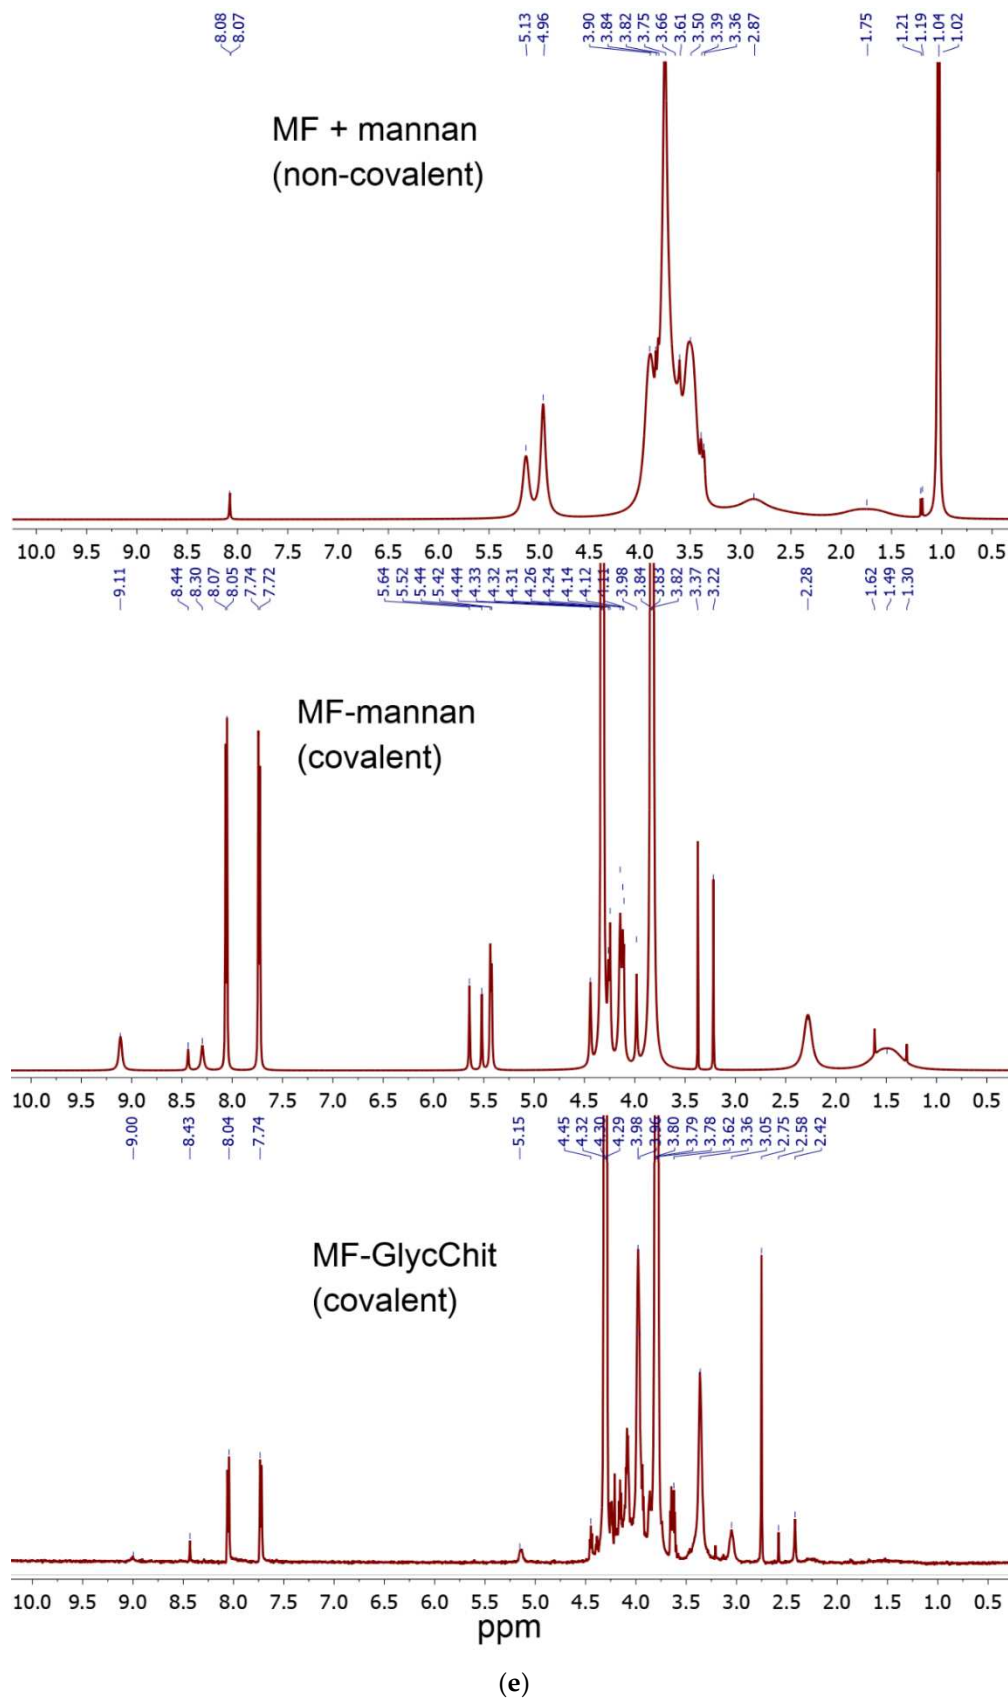 8.08 8.07 5.13 4.96 3.90 3.84 3.82 3.75 3.66 3.61 3.50 3.39 3.36 2.87 1.75 1.21 1.19 1.04 1.02
MF + mannan
(non-covalent)
10.0 9.5 9.0 8.5 8.0 7.5 7.0 6.5 6.0 5.5 5.0 4.5 4.0 3.5 3.0 2.5 2.0 1.5 1.0 0.5
9.11 8.44 8.30 8.07 8.05 7.74 7.72 5.64 5.52 5.44 5.42 4.44 4.33 4.32 4.31 4.26 4.24 4.14 4.12 4.11 3.98 3.84 3.83 3.82 3.37 3.22 2.28 1.62 1.49 1.30
MF-mannan
(covalent)
10.0 9.5 9.0 8.5 8.0 7.5 7.0 6.5 6.0 5.5 5.0 4.5 4.0 3.5 3.0 2.5 2.0 1.5 1.0 0.5
9.00 8.43 8.04 7.74 5.15 4.45 4.32 4.30 4.29 3.98 3.96 3.80 3.79 3.78 3.62 3.36 3.05 2.75 2.58 2.42
MF-GlycChit
(covalent)
10.0 9.5 9.0 8.5 8.0 7.5 7.0 6.5 6.0 5.5 5.0 4.5 4.0 3.5 3.0 2.5 2.0 1.5 1.0 0.5
ppm
(e)